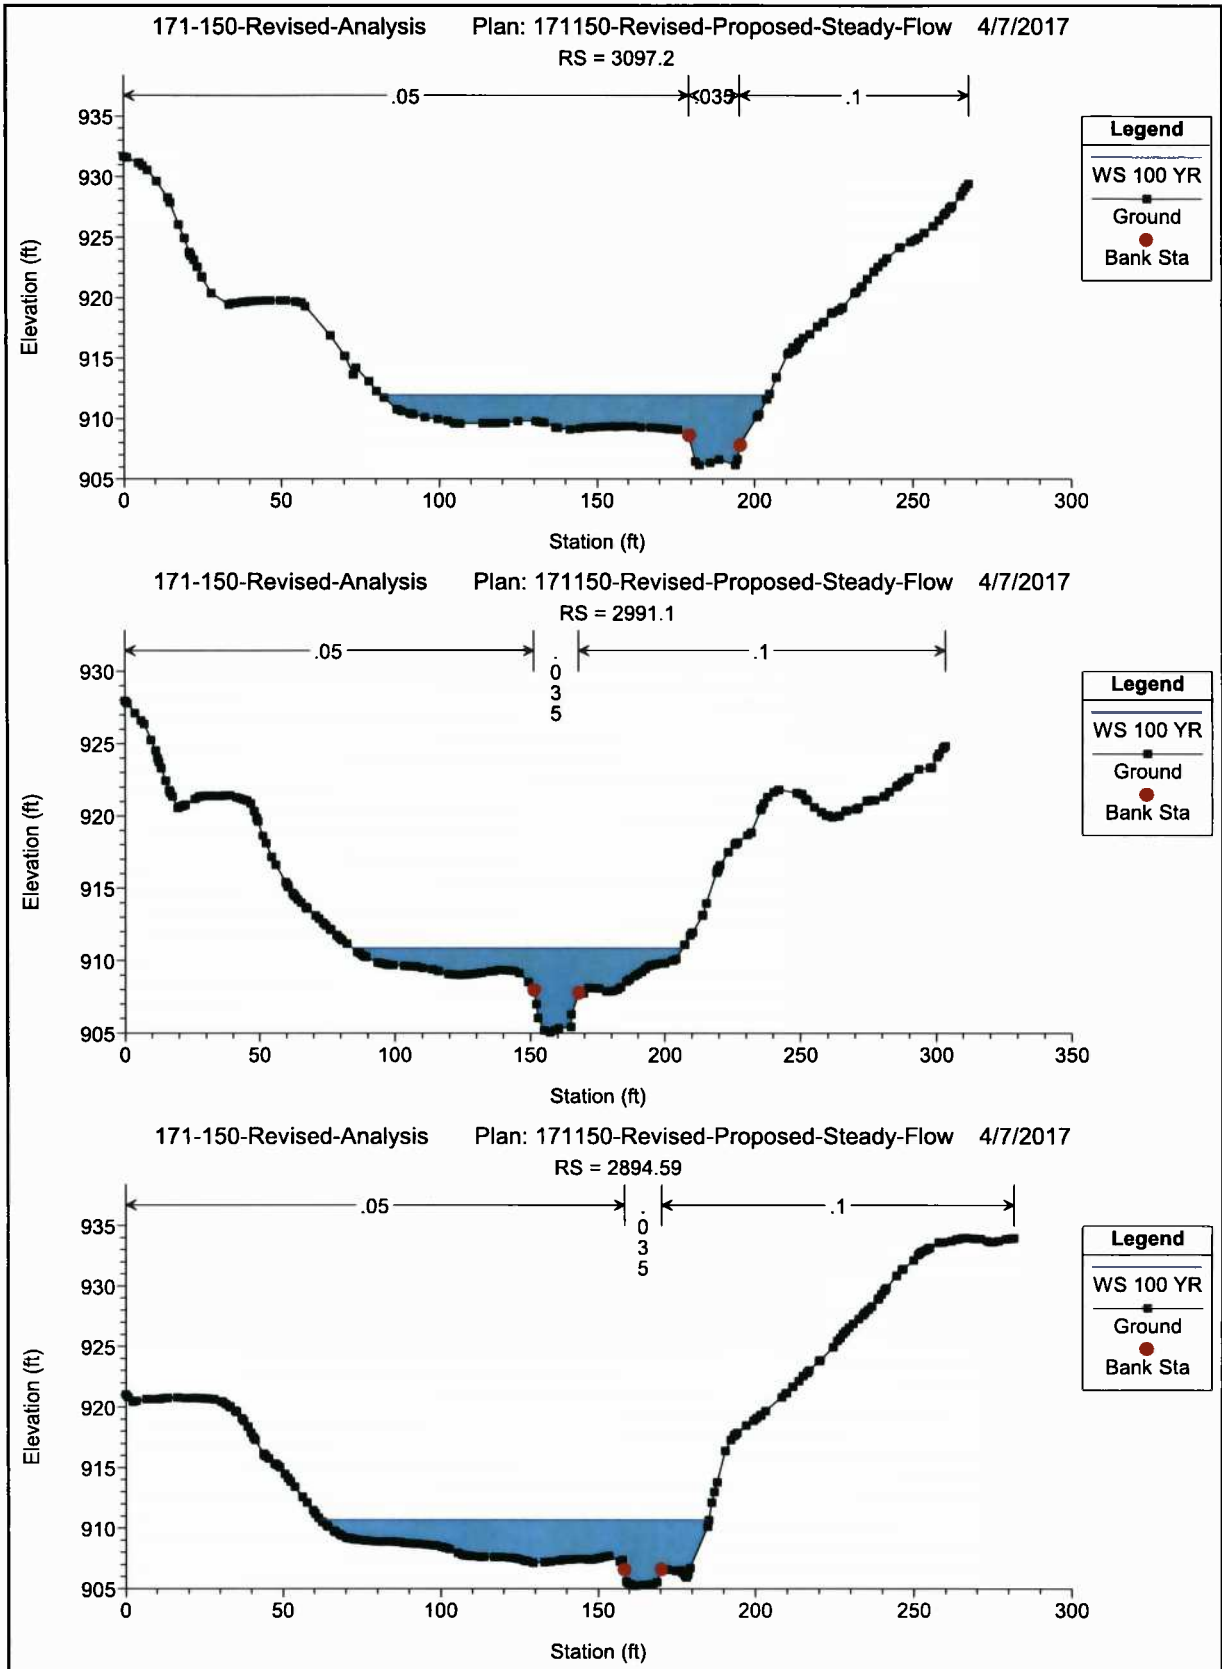 171-150-Revised-Analysis Plan: 171150-Revised-Proposed-Steady-Flow 4/7/2017
RS = 3097.2
.05 .035 .1
935
930
925
920
915
910
905
Elevation (ft)
0 50 100 150 200 250 300
Station (ft)
Legend
WS 100 YR
Ground
Bank Sta
171-150-Revised-Analysis Plan: 171150-Revised-Proposed-Steady-Flow 4/7/2017
RS = 2991.1
.05 .035 .1
930
925
920
915
910
905
Elevation (ft)
0 50 100 150 200 250 300 350
Station (ft)
Legend
WS 100 YR
Ground
Bank Sta
171-150-Revised-Analysis Plan: 171150-Revised-Proposed-Steady-Flow 4/7/2017
RS = 2894.59
.05 .035 .1
935
930
925
920
915
910
905
Elevation (ft)
0 50 100 150 200 250 300
Station (ft)
Legend
WS 100 YR
Ground
Bank Sta